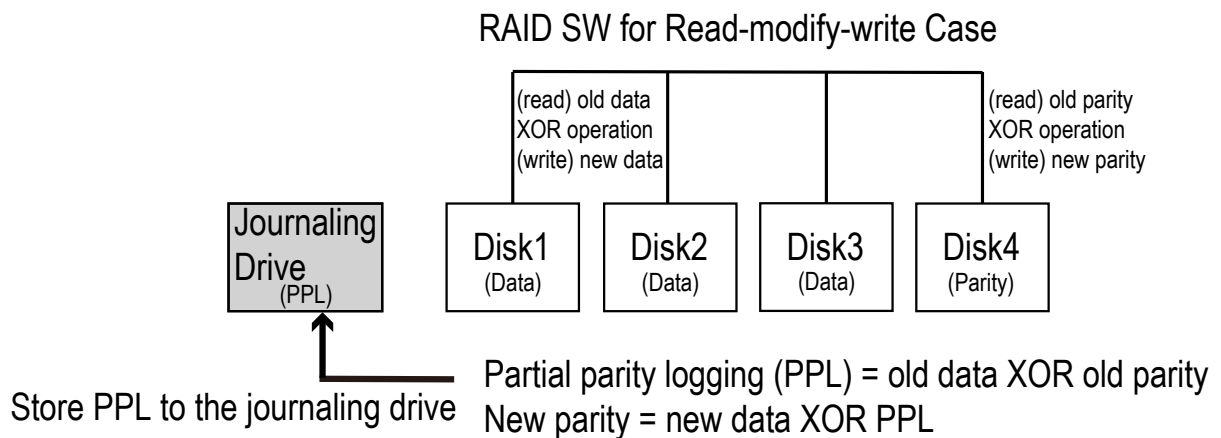 RAID SW for Read-modify-write Case
(read) old data
XOR operation
(write) new data
(read) old parity
XOR operation
(write) new parity
Journaling
Drive
(PPL)
Disk1
(Data)
Disk2
(Data)
Disk3
(Data)
Disk4
(Parity)
Store PPL to the journaling drive
Partial parity logging (PPL) = old data XOR old parity
New parity = new data XOR PPL